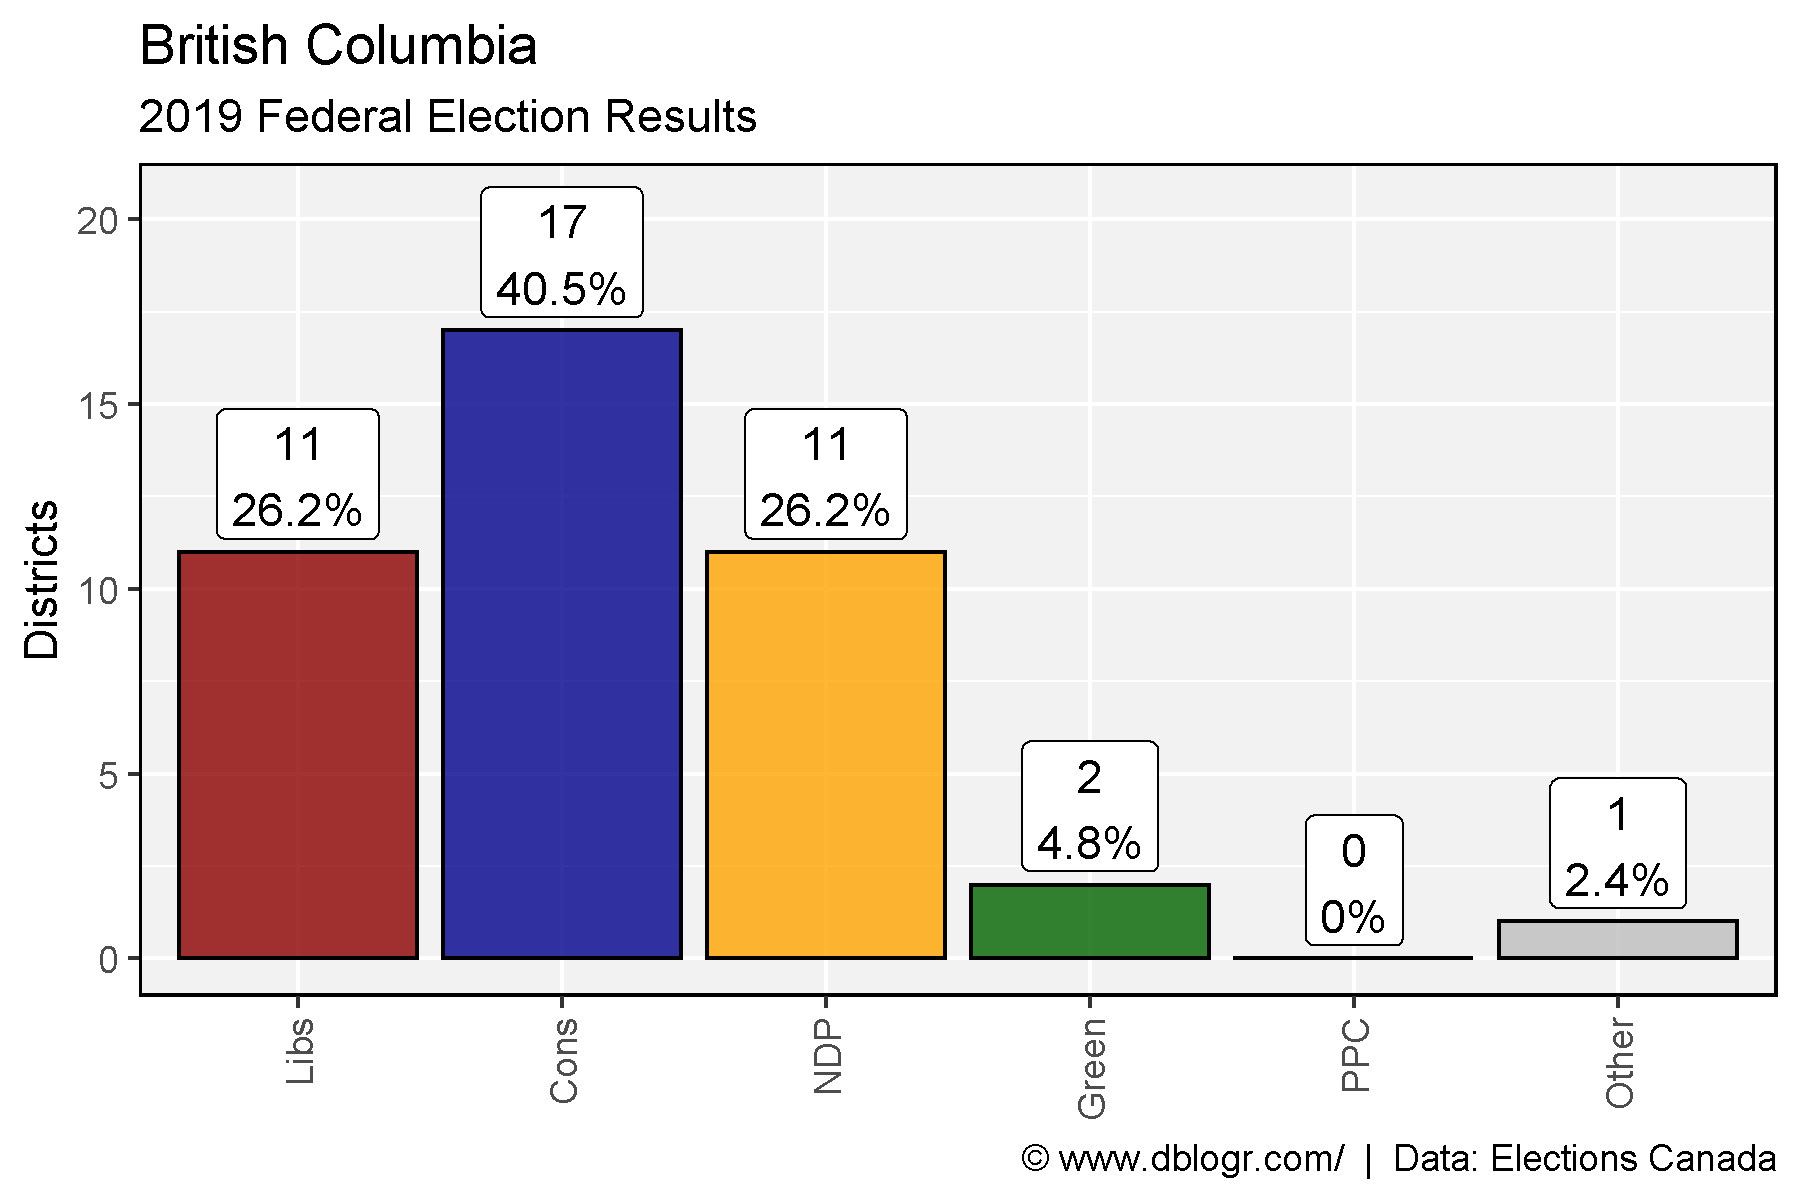 British Columbia
2019 Federal Election Results
Districts
20
15
10
5
0
11
26.2%
17
40.5%
11
26.2%
2
4.8%
0
0%
1
2.4%
Libs
Cons
NDP
Green
PPC
Other
© www.dblogr.com/ | Data: Elections Canada